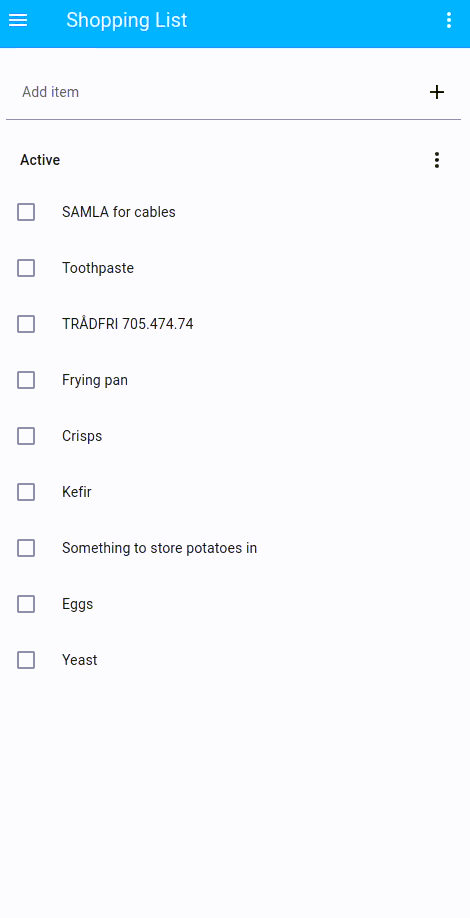 Shopping List
Add item
Active
SAMLA for cables
Toothpaste
TRÅDFRI 705.474.74
Frying pan
Crisps
Kefir
Something to store potatoes in
Eggs
Yeast